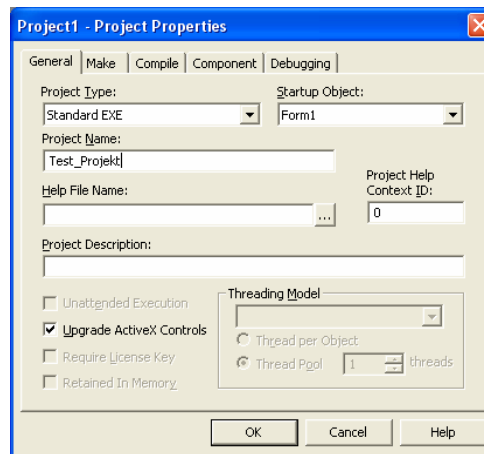 Project1 - Project Properties
General Make Compile Component Debugging
Project Type: Startup Object:
Standard EXE Form1
Project Name:
Test_Projekt
Help File Name: Project Help Context ID:
... 0
Project Description:
Unattended Execution Threading Model
Upgrade ActiveX Controls
Require License Key Thread per Object
Retained In Memory Thread Pool 1 threads
OK Cancel Help